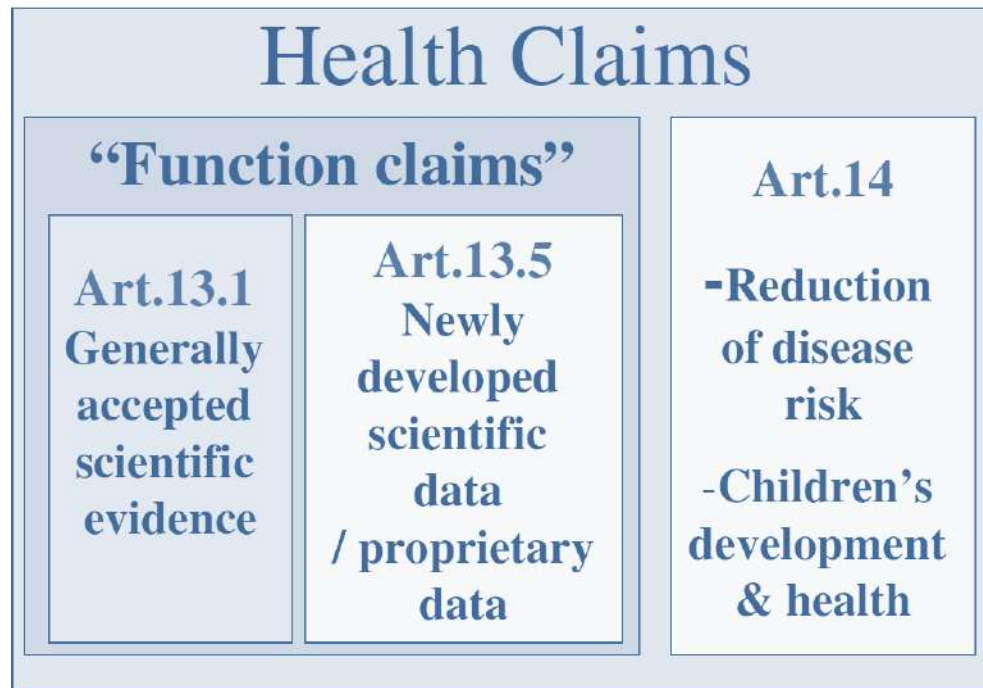 Health Claims
“Function claims”
Art.13.1
Generally
accepted
scientific
evidence
Art.13.5
Newly
developed
scientific
data
/ proprietary
data
Art.14
-Reduction
of disease
risk
-Children’s
development
& health